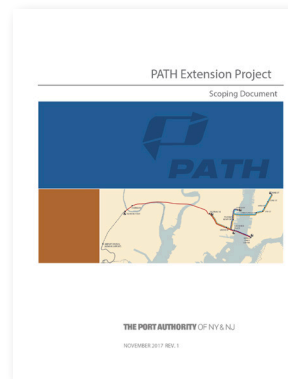 PATH Extension Project
Scoping Document
PATH
THE PORT AUTHORITY OF NY & NJ
NOVEMBER 2017 REV. 1